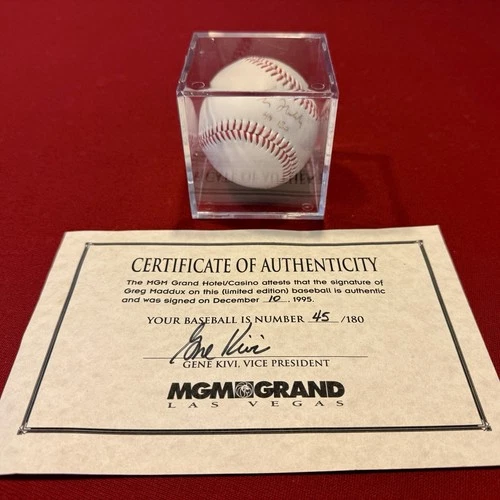 CERTIFICATE OF AUTHENTICITY
The MGM Grand Hotel/Casino attests that the signature of
Greg Maddux on this (limited edition) baseball is authentic
and was signed on December 10, 1995.
YOUR BASEBALL IS NUMBER 45 /180
Gene Kivi
GENE KIVI, VICE PRESIDENT
MGM GRAND
LAS VEGAS